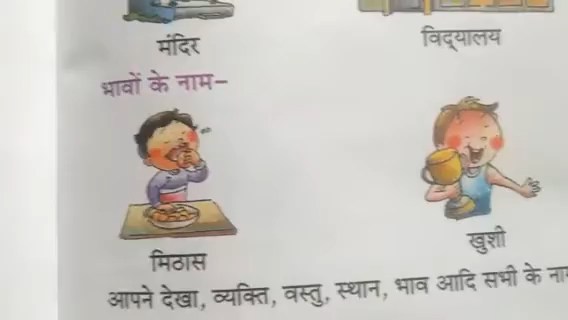 मंदिर
विद्यालय
भावों के नाम–
मिठास
खुशी
आपने देखा, व्यक्ति, वस्तु, स्थान, भाव आदि सभी के